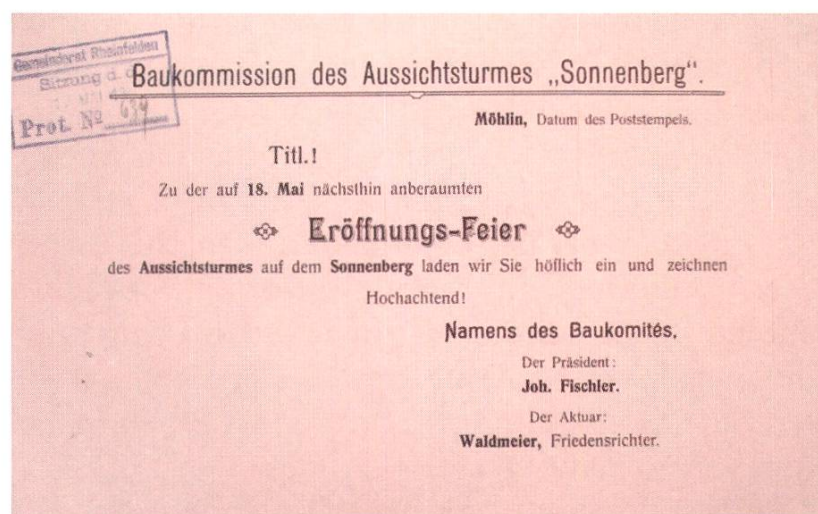 Gemeinderat Rheinfelden
Sitzung d. d.
Prot. Nº 639
Baukommission des Aussichtsturmes „Sonnenberg“.
Möhlin, Datum des Poststempels.
Titl.!
Zu der auf 18. Mai nächsthin anberaumten
Eröffnungs-Feier
des Aussichtsturmes auf dem Sonnenberg laden wir Sie höflich ein und zeichnen
Hochachtend!
Namens des Baukomités,
Der Präsident:
Joh. Fischler.
Der Aktuar:
Waldmeier, Friedensrichter.